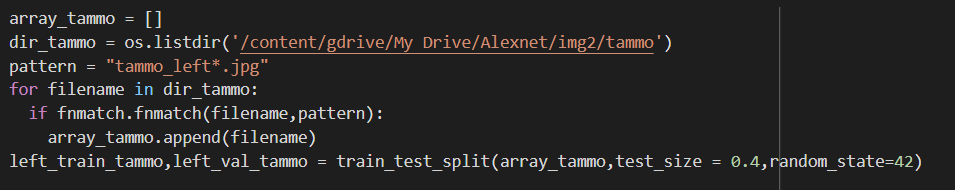 array_tammo = []
dir_tammo = os.listdir('/content/gdrive/My Drive/Alexnet/img2/tammo')
pattern = "tammo_left*.jpg"
for filename in dir_tammo:
  if fnmatch.fnmatch(filename,pattern):
    array_tammo.append(filename)
left_train_tammo,left_val_tammo = train_test_split(array_tammo,test_size = 0.4,random_state=42)